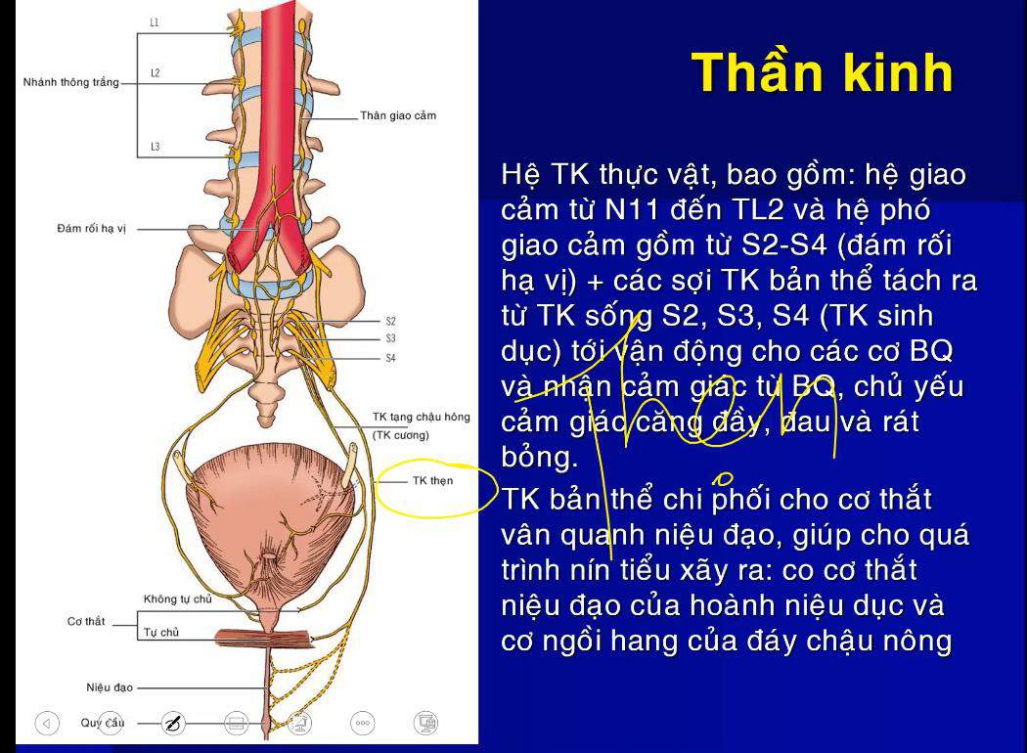 L1
Nhánh thông trắng
L2
Thân giao cảm
L3
Đám rối hạ vị
S2
S3
S4
TK tạng chậu hông
(TK cương)
TK thẹn
Không tự chủ
Cơ thắt
Tự chủ
Niệu đạo
Quy cầu
Thần kinh
Hệ TK thực vật, bao gồm: hệ giao
cảm từ N11 đến TL2 và hệ phó
giao cảm gồm từ S2-S4 (đám rối
hạ vị) + các sợi TK bản thể tách ra
từ TK sống S2, S3, S4 (TK sinh
dục) tới vận động cho các cơ BQ
và nhận cảm giác từ BQ, chủ yếu
cảm giác căng đầy, đau và rát
bỏng.
TK bản thể chi phối cho cơ thắt
vân quanh niệu đạo, giúp cho quá
trình nín tiểu xãy ra: co cơ thắt
niệu đạo của hoành niệu dục và
cơ ngồi hang của đáy chậu nông